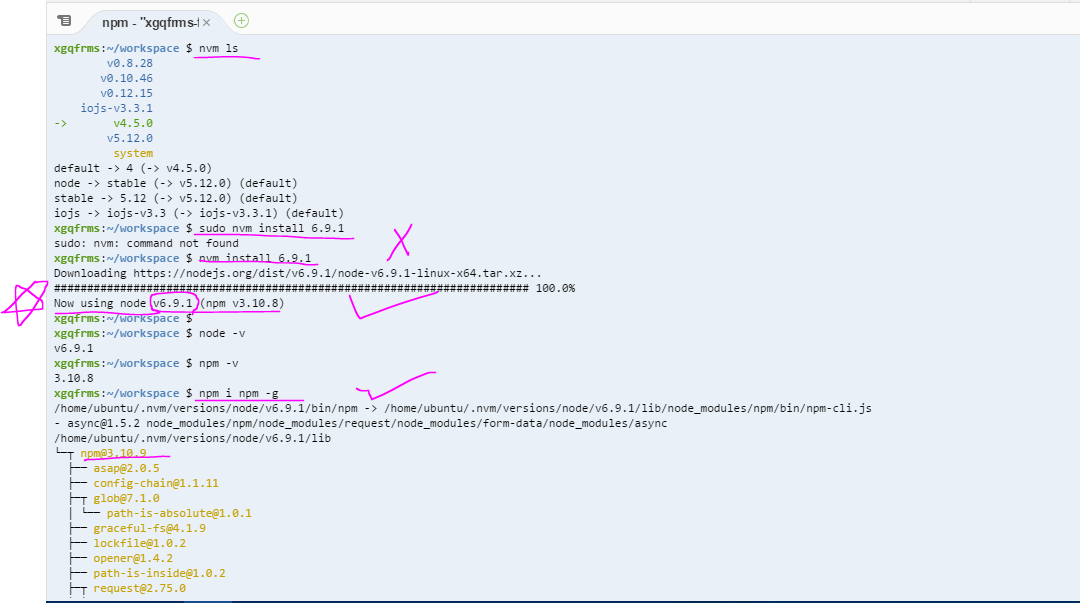 npm - "xgqfrms-
xgqfrms:~/workspace $ nvm ls
v0.8.28
v0.10.46
v0.12.15
iojs-v3.3.1
-> v4.5.0
v5.12.0
system
default -> 4 (-> v4.5.0)
node -> stable (-> v5.12.0) (default)
stable -> 5.12 (-> v5.12.0) (default)
iojs -> iojs-v3.3 (-> iojs-v3.3.1) (default)
xgqfrms:~/workspace $ sudo nvm install 6.9.1
sudo: nvm: command not found
xgqfrms:~/workspace $ nvm install 6.9.1
Downloading https://nodejs.org/dist/v6.9.1/node-v6.9.1-linux-x64.tar.xz...
######################################################################## 100.0%
Now using node v6.9.1 (npm v3.10.8)
xgqfrms:~/workspace $
xgqfrms:~/workspace $ node -v
v6.9.1
xgqfrms:~/workspace $ npm -v
3.10.8
xgqfrms:~/workspace $ npm i npm -g
/home/ubuntu/.nvm/versions/node/v6.9.1/bin/npm -> /home/ubuntu/.nvm/versions/node/v6.9.1/lib/node_modules/npm/bin/npm-cli.js
- async@1.5.2 node_modules/npm/node_modules/request/node_modules/form-data/node_modules/async
/home/ubuntu/.nvm/versions/node/v6.9.1/lib
└─┬ npm@3.10.9
├── asap@2.0.5
├── config-chain@1.1.11
├─┬ glob@7.1.0
│ └── path-is-absolute@1.0.1
├── graceful-fs@4.1.9
├── lockfile@1.0.2
├── opener@1.4.2
├── path-is-inside@1.0.2
├─┬ request@2.75.0